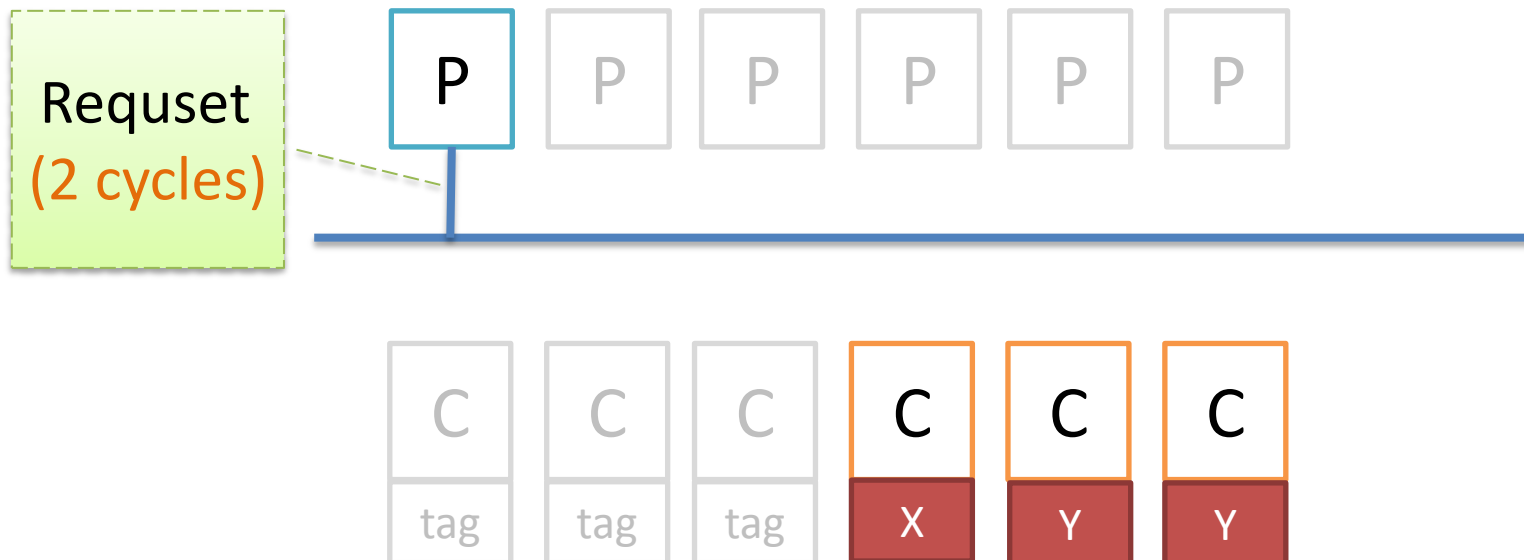 Requset
(2 cycles)
P P P P P P
C C C C C C
tag tag tag X Y Y